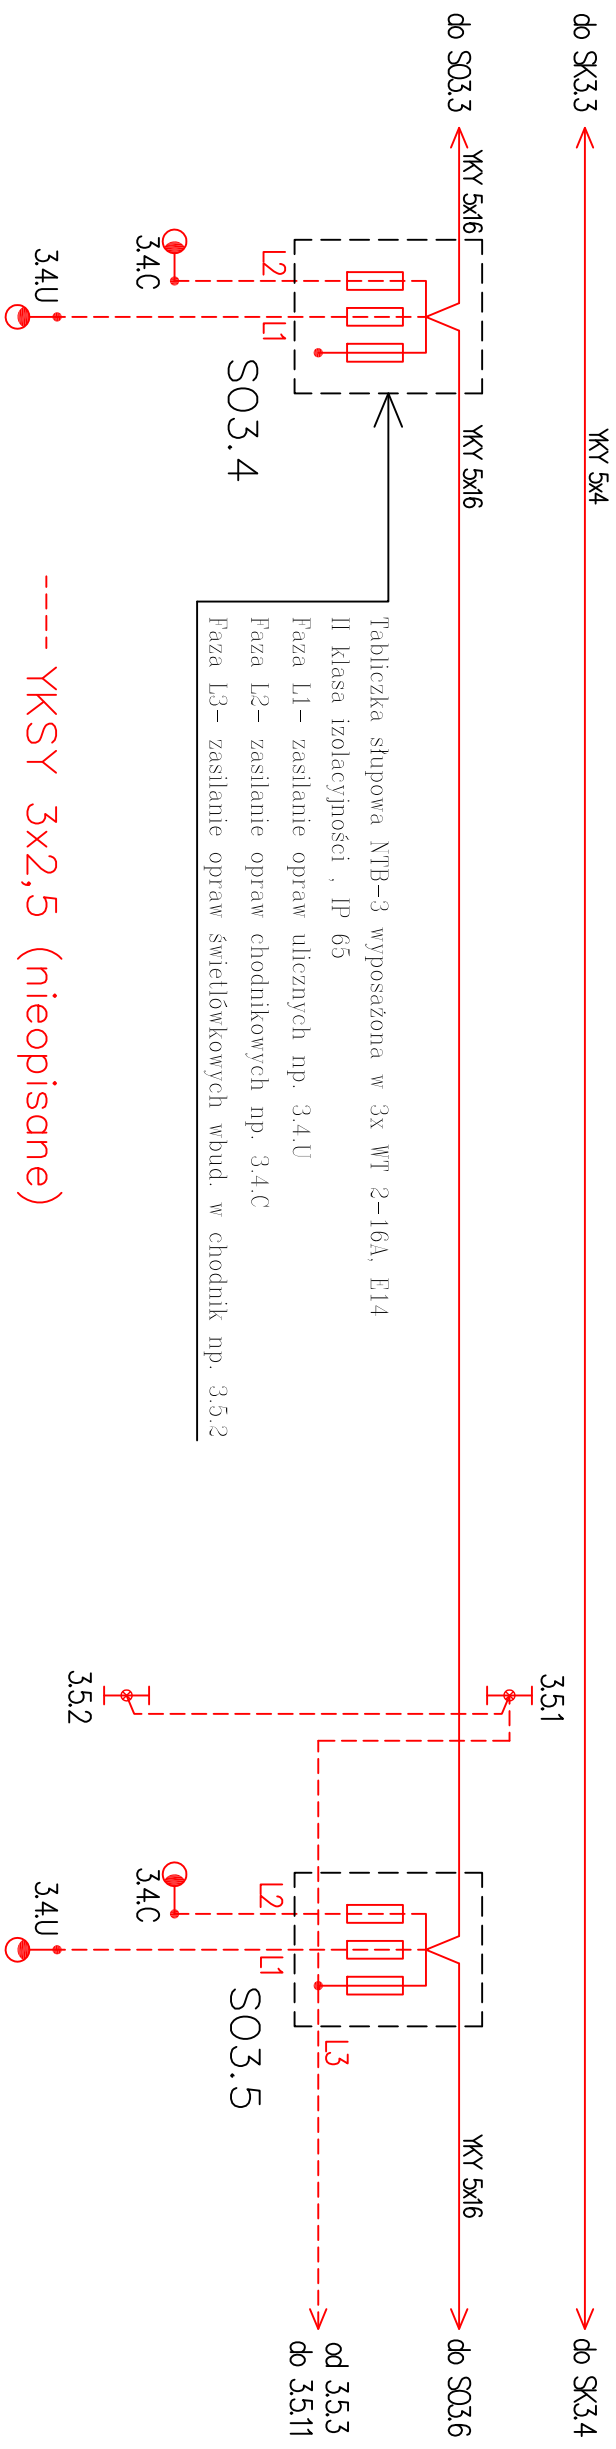 do SK3.3
YKY 5x4
do SK3.4
do SO3.3
YKY 5x16
YKY 5x16
YKY 5x16
do SO3.6
3.5.1
L2
L1
3.4.C
3.4.U
SO3.4
Tabliczka słupowa NTB-3 wyposażona w 3x WT 2-16A, E14
II klasa izolacyjności , IP 65
Faza L1- zasilanie opraw ulicznych np. 3.4.U
Faza L2- zasilanie opraw chodnikowych np. 3.4.C
Faza L3- zasilanie opraw świetlówkowych wbud. w chodnik np. 3.5.2
3.5.2
L2
L1
L3
3.4.C
3.4.U
SO3.5
od 3.5.3
do 3.5.11
---- YKSY 3x2,5 (nieopisane)